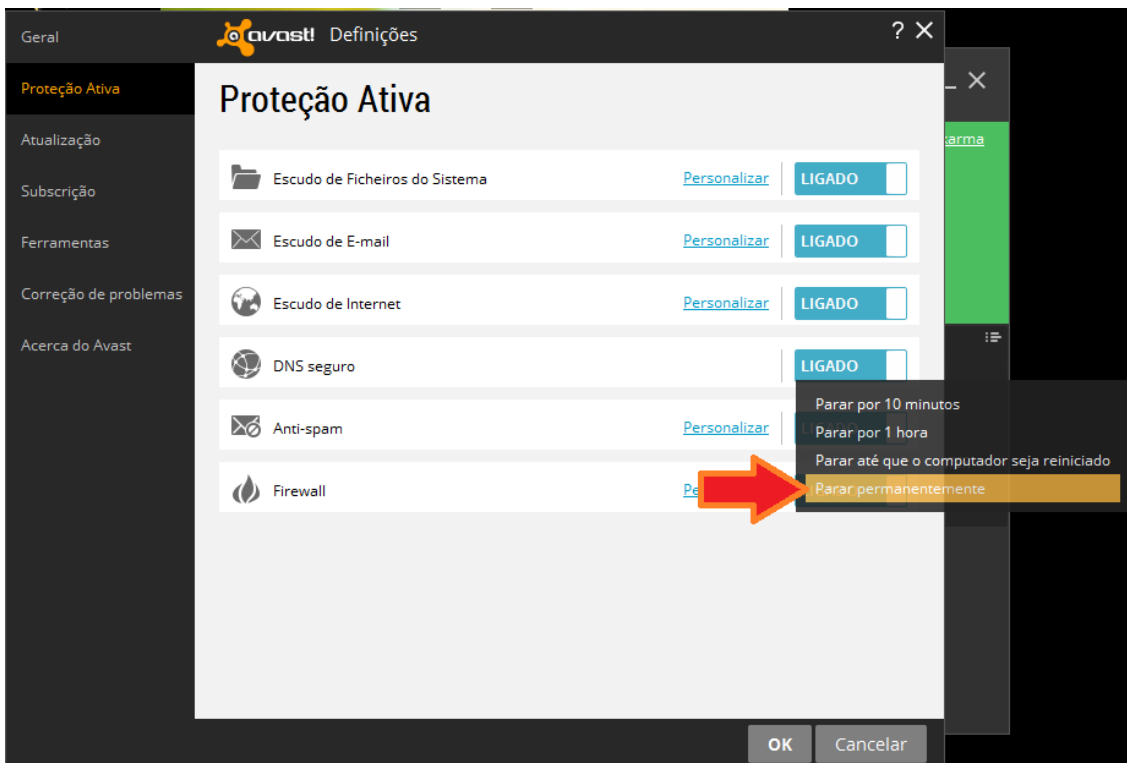 Geral
avast! Definições
?
Proteção Ativa
Atualização
Subscrição
Ferramentas
Correção de problemas
Acerca do Avast
Proteção Ativa
Escudo de Ficheiros do Sistema Personalizar LIGADO
Escudo de E-mail Personalizar LIGADO
Escudo de Internet Personalizar LIGADO
DNS seguro LIGADO
Anti-spam Personalizar
Firewall Pe
Parar por 10 minutos
Parar por 1 hora
Parar até que o computador seja reiniciado
Parar permanentemente
OK Cancelar